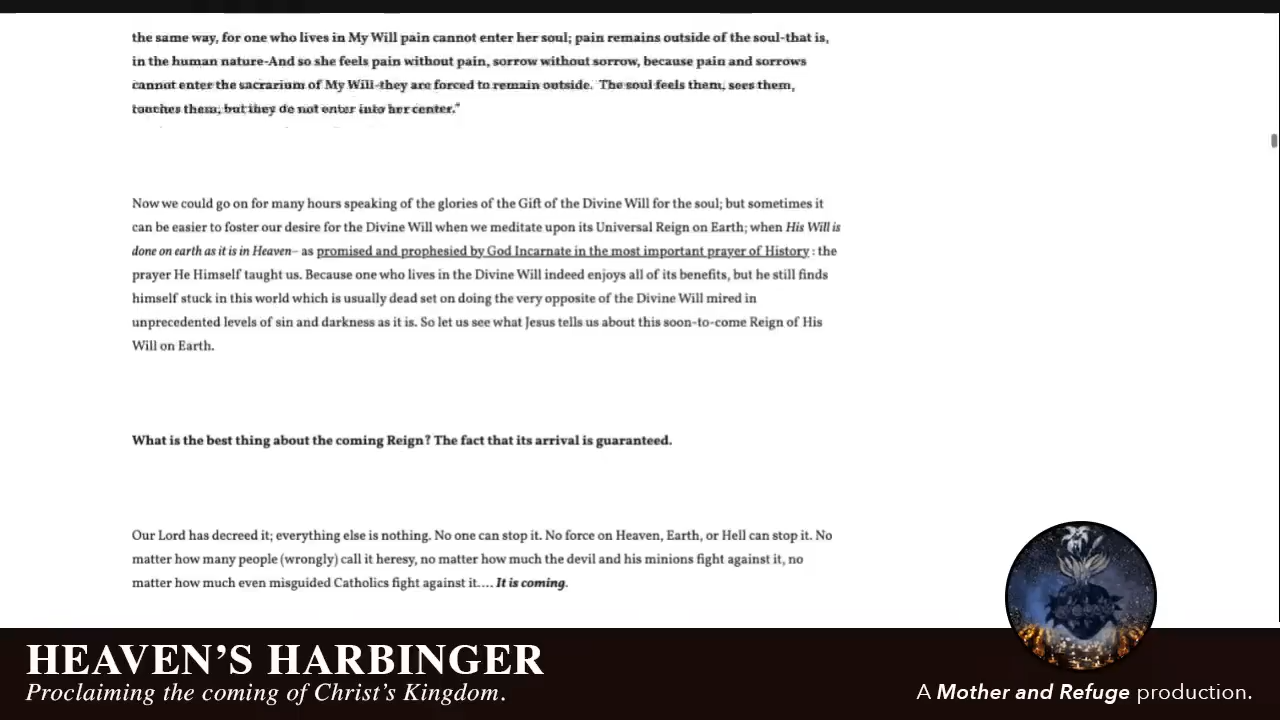 the same way, for one who lives in My Will pain cannot enter her soul; pain remains outside of the soul-that is,
in the human nature-And so she feels pain without pain, sorrow without sorrow, because pain and sorrows
cannot enter the sacrarium of My Will-they are forced to remain outside. The soul feels them, sees them,
touches them, but they do not enter into her center."
Now we could go on for many hours speaking of the glories of the Gift of the Divine Will for the soul; but sometimes it
can be easier to foster our desire for the Divine Will when we meditate upon its Universal Reign on Earth; when His Will is
done on earth as it is in Heaven– as promised and prophesied by God Incarnate in the most important prayer of History : the
prayer He Himself taught us. Because one who lives in the Divine Will indeed enjoys all of its benefits, but he still finds
himself stuck in this world which is usually dead set on doing the very opposite of the Divine Will mired in
unprecedented levels of sin and darkness as it is. So let us see what Jesus tells us about this soon-to-come Reign of His
Will on Earth.
What is the best thing about the coming Reign? The fact that its arrival is guaranteed.
Our Lord has decreed it; everything else is nothing. No one can stop it. No force on Heaven, Earth, or Hell can stop it. No
matter how many people (wrongly) call it heresy, no matter how much the devil and his minions fight against it, no
matter how much even misguided Catholics fight against it.... It is coming.
HEAVEN'S HARBINGER
Proclaiming the coming of Christ's Kingdom.
A Mother and Refuge production.